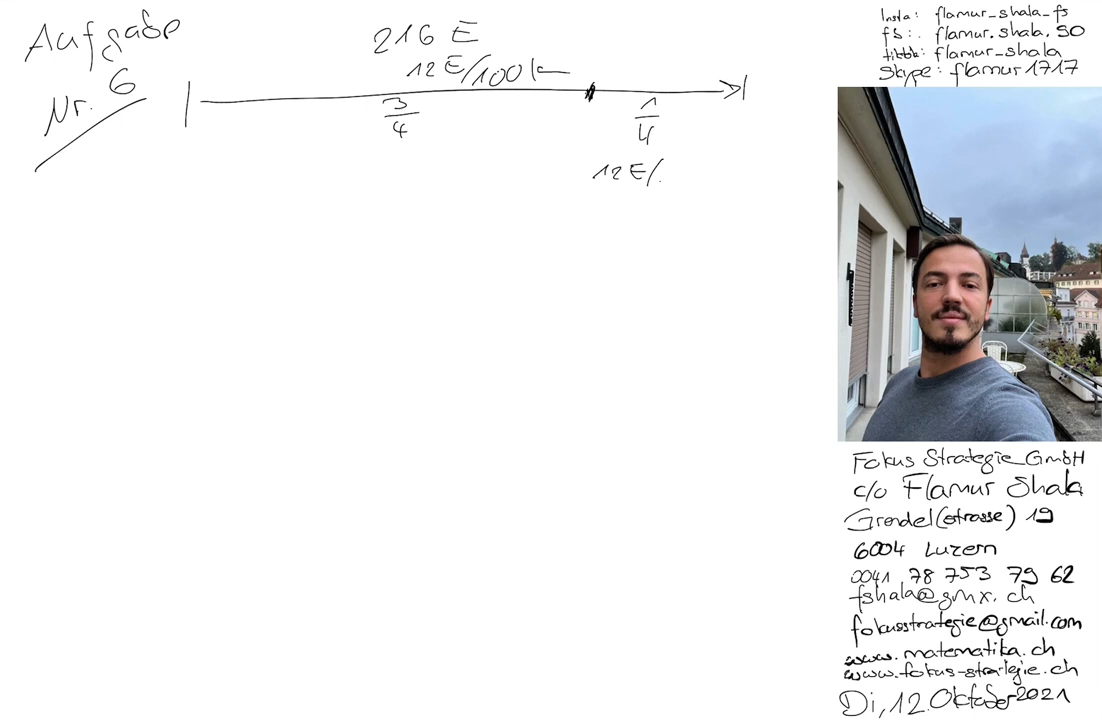 Aufgabe
Nr. 6
216 E
12 E/100 km
3/4
1/4
12 E/.
Insta: flamur_shala_fs
fb:. flamur.shala.90
tiktok: flamur_shala
Skype: flamur1717
Fokus Strategie GmbH
c/o Flamur Shala
Grendel(strasse) 19
6004 Luzern
0041 78 753 79 62
fshala@gmx.ch
fokusstrategie@gmail.com
www.matematika.ch
www.fokus-strategie.ch
Di, 12. Oktober 2021